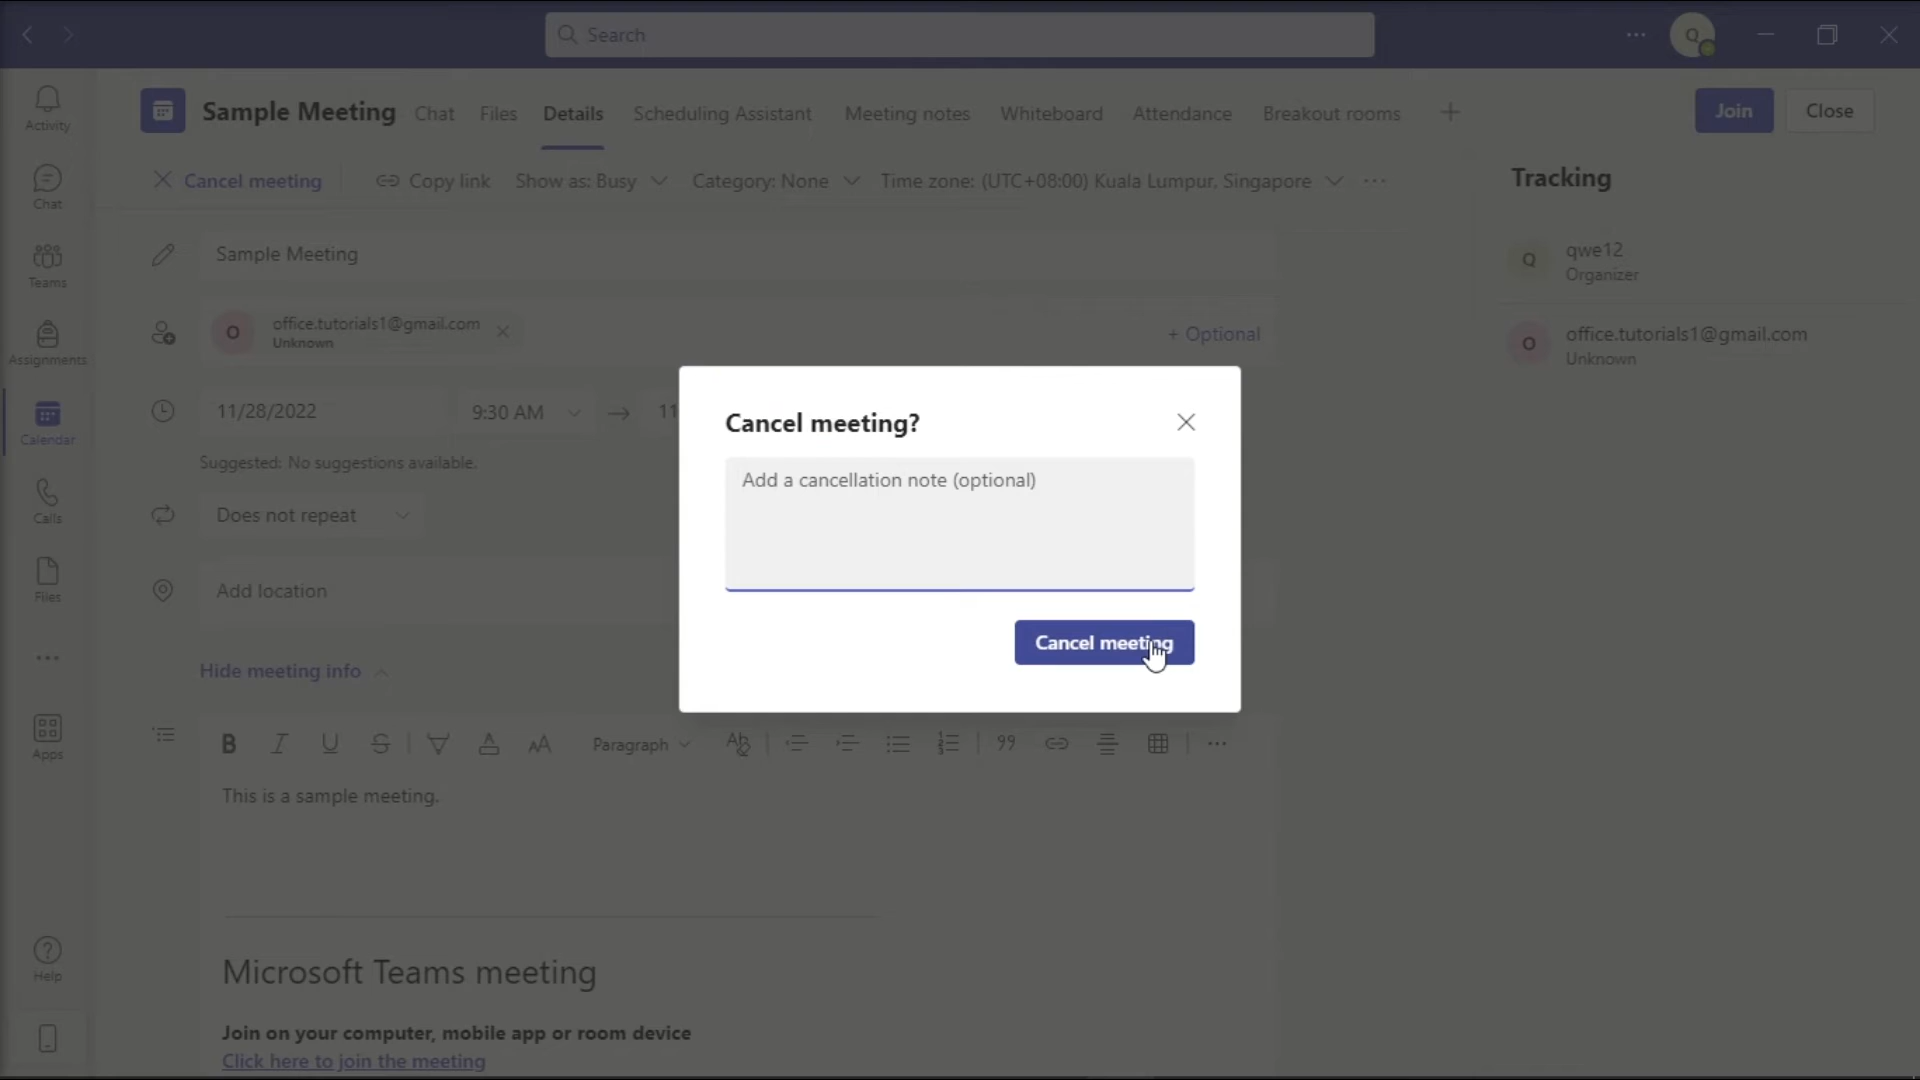 Search
Q
Activity
Chat
Teams
Assignments
Calendar
Calls
Files
Apps
Help
Sample Meeting
Chat
Files
Details
Scheduling Assistant
Meeting notes
Whiteboard
Attendance
Breakout rooms
Join
Close
Cancel meeting
Copy link
Show as: Busy
Category: None
Time zone: (UTC+08:00) Kuala Lumpur, Singapore
Sample Meeting
O
office.tutorials1@gmail.com
Unknown
+ Optional
11/28/2022
9:30 AM
11
Suggested: No suggestions available.
Does not repeat
Add location
Hide meeting info
Paragraph
This is a sample meeting.
Microsoft Teams meeting
Join on your computer, mobile app or room device
Click here to join the meeting
Cancel meeting?
Add a cancellation note (optional)
Cancel meeting
Tracking
Q
qwe12
Organizer
O
office.tutorials1@gmail.com
Unknown